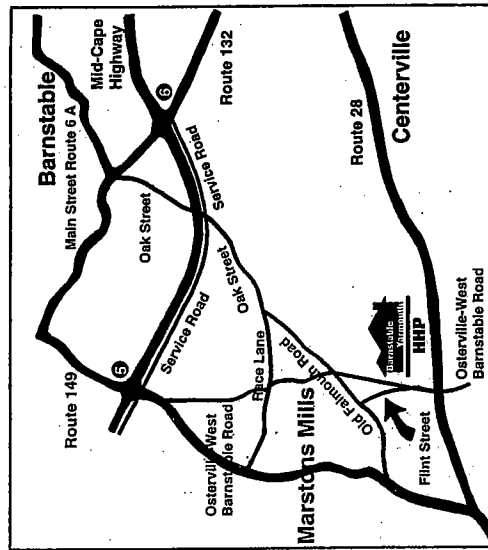 Barnstable
Mid-Cape
Highway
Main Street Route 6 A
6
Route 132
Oak Street
Service Road
Route 149
5
Service Road
Oak Street
Route 28
Centerville
Osterville-West
Barnstable Road
Race Lane
Marstons Mills
Old Falmouth Road
Barnstable
Yarmouth
HHP
Osterville-West
Barnstable Road
Flint Street